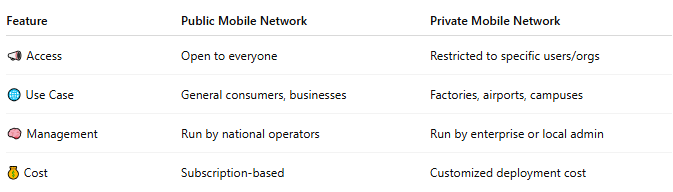 Feature Public Mobile Network Private Mobile Network
📢 Access Open to everyone Restricted to specific users/orgs
🌐 Use Case General consumers, businesses Factories, airports, campuses
🧠 Management Run by national operators Run by enterprise or local admin
💰 Cost Subscription-based Customized deployment cost